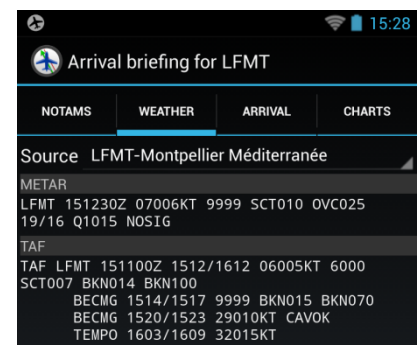 15:28
Arrival briefing for LFMT
NOTAMS WEATHER ARRIVAL CHARTS
Source LFMT-Montpellier Méditerranée
METAR
LFMT 151230Z 07006KT 9999 SCT010 OVC025
19/16 Q1015 NOSIG
TAF
TAF LFMT 151100Z 1512/1612 06005KT 6000
SCT007 BKN014 BKN100
BECMG 1514/1517 9999 BKN015 BKN070
BECMG 1520/1523 29010KT CAVOK
TEMPO 1603/1609 32015KT